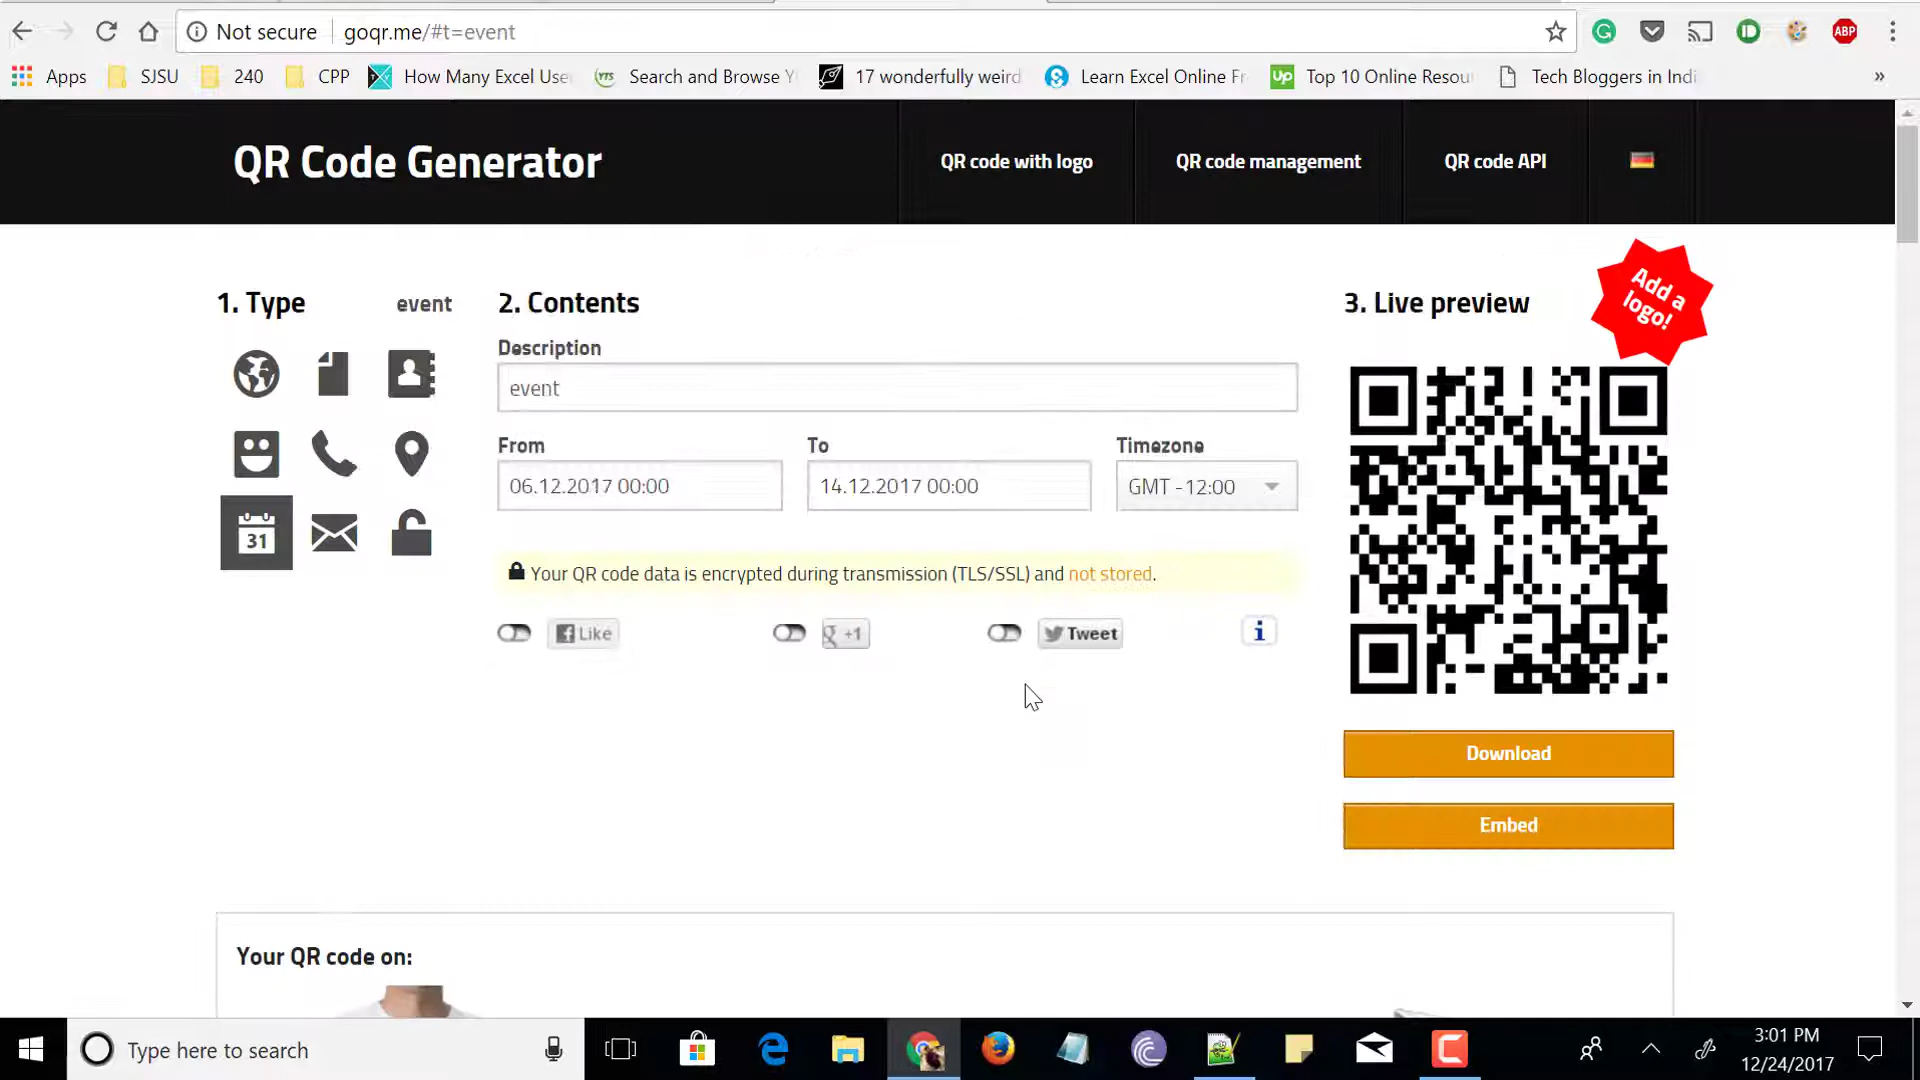 Not secure goqr.me/#t=event
ABP
Apps SJSU 240 CPP How Many Excel Use YTS Search and Browse Y 17 wonderfully weird Learn Excel Online Fr Up Top 10 Online Resou Tech Bloggers in Indi »
QR Code Generator
QR code with logo
QR code management
QR code API
1. Type event
2. Contents
3. Live preview
Add a
logo!
Description
event
From To Timezone
06.12.2017 00:00 14.12.2017 00:00 GMT -12:00
31
Your QR code data is encrypted during transmission (TLS/SSL) and not stored.
Like
g +1
Tweet
i
Download
Embed
Your QR code on:
Type here to search
3:01 PM
12/24/2017